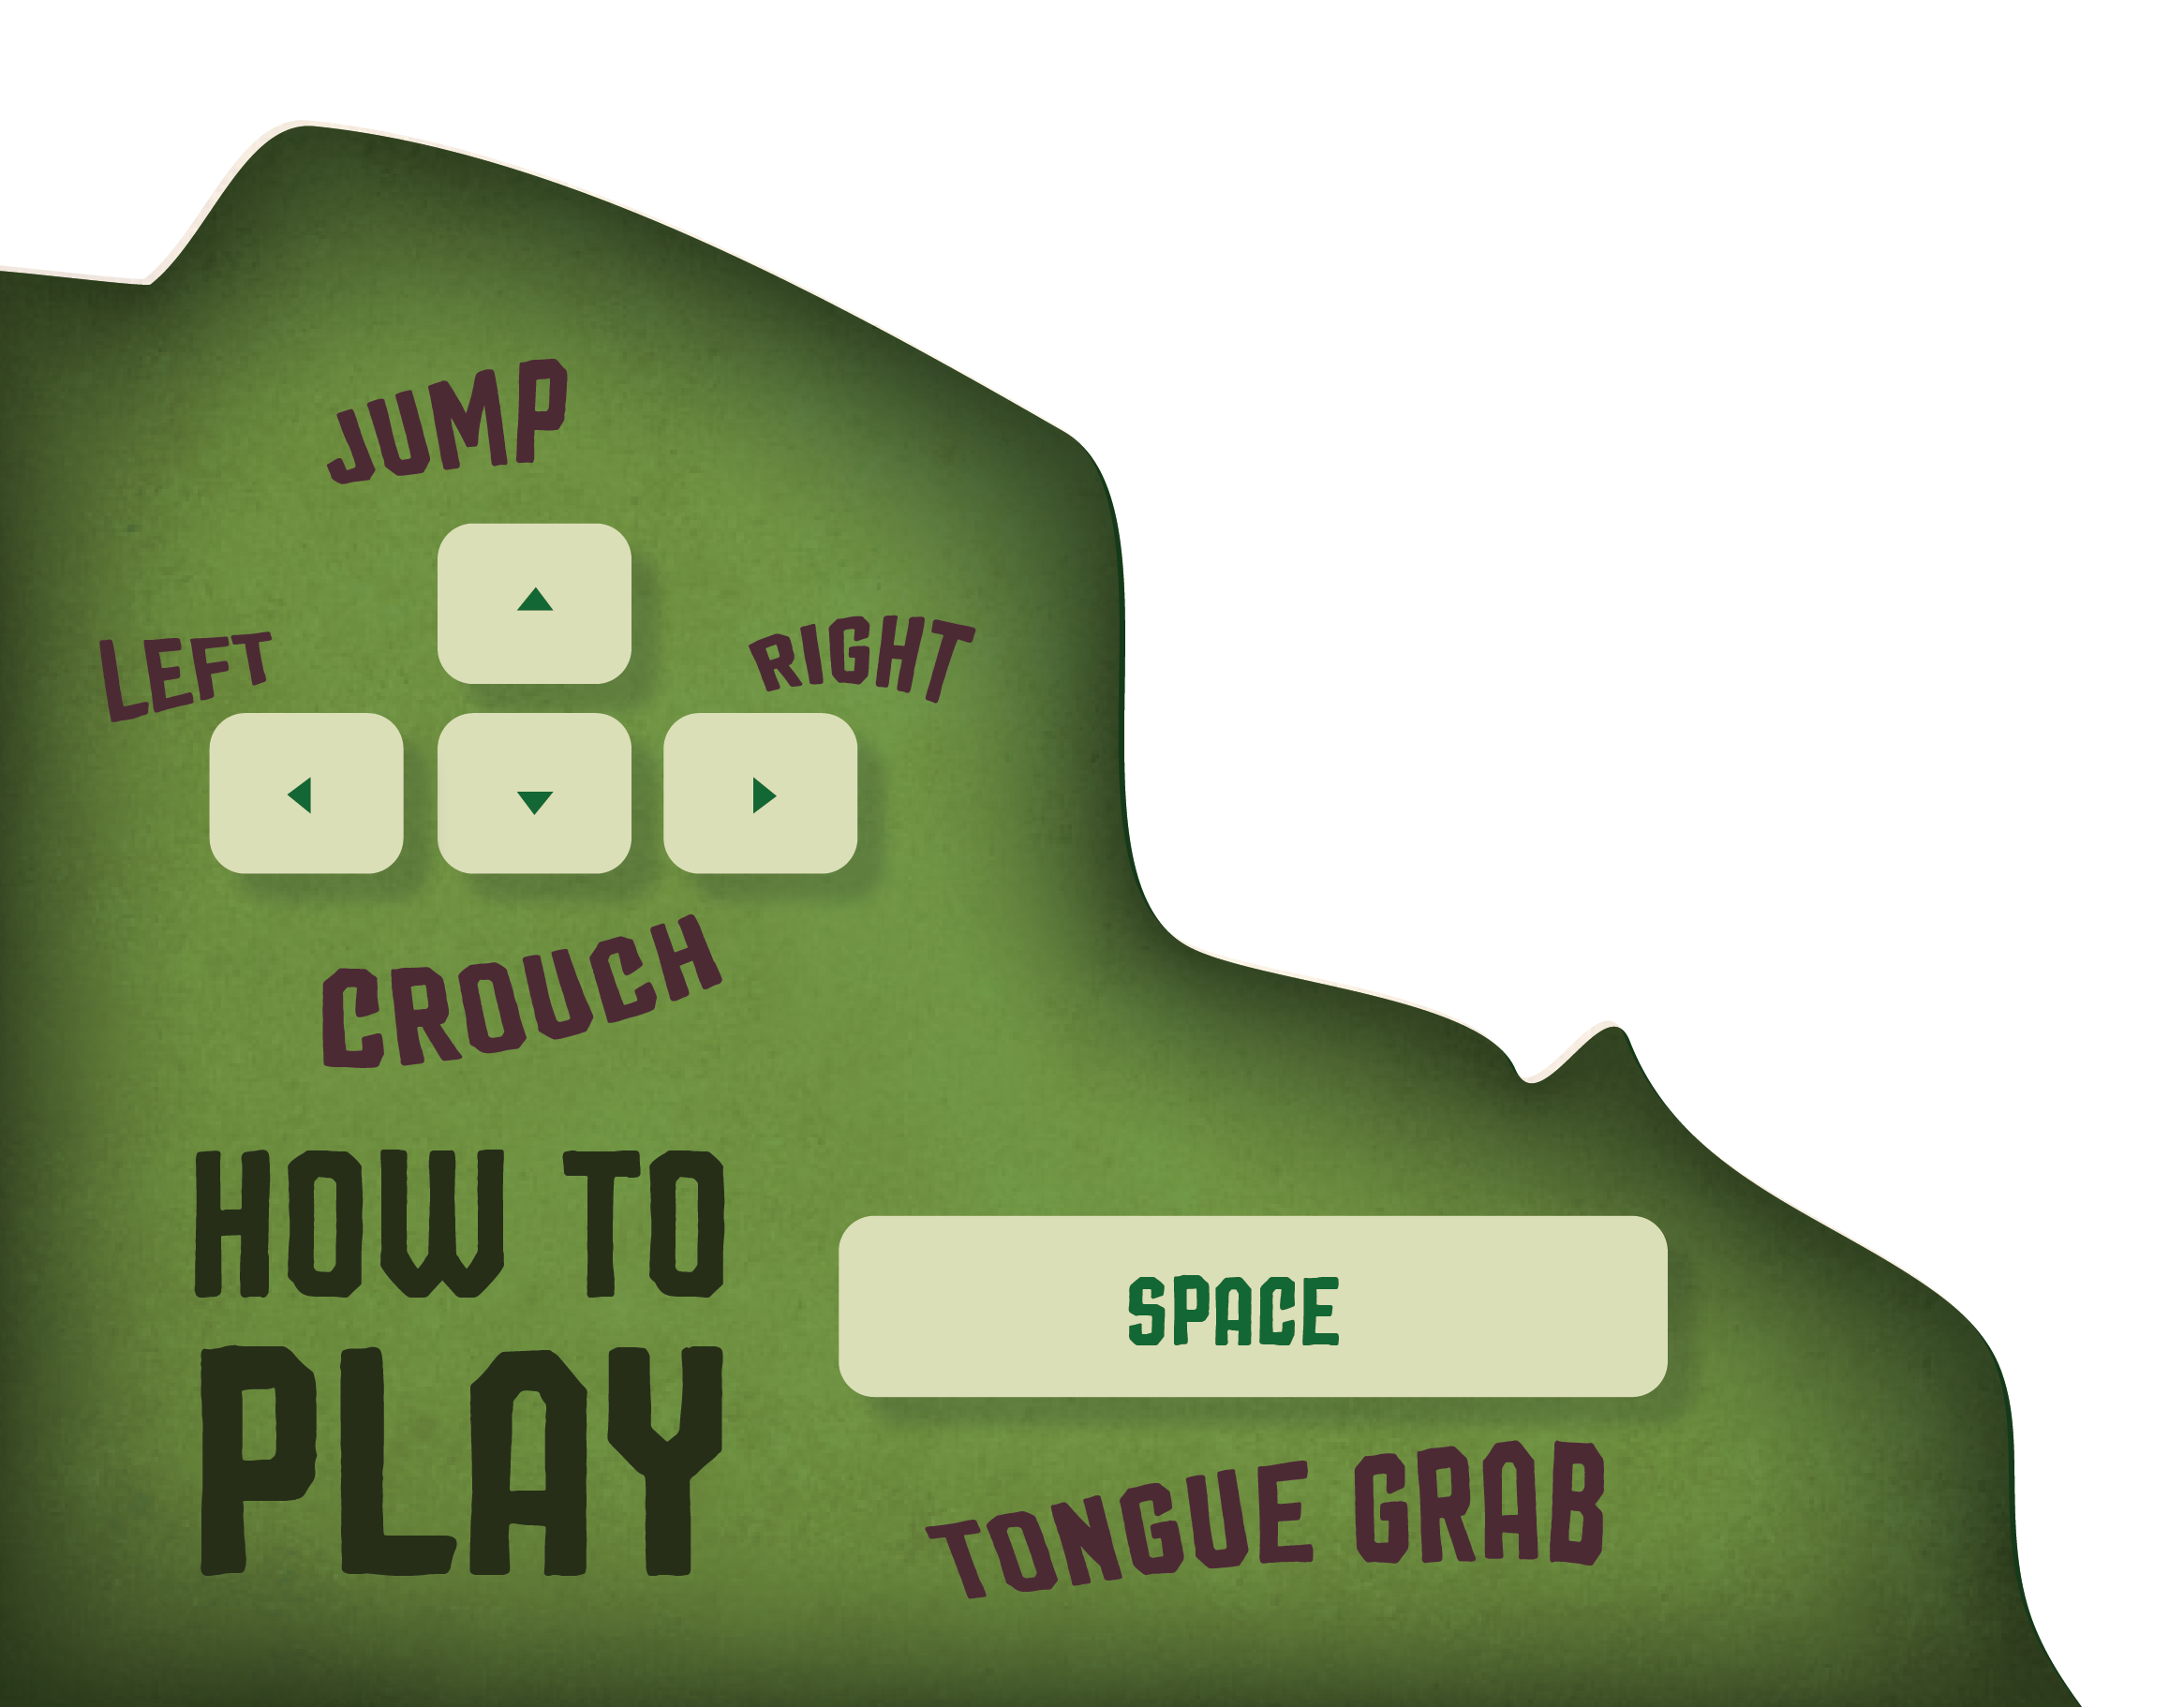 JUMP
LEFT
RIGHT
CROUCH
HOW TO
PLAY
SPACE
TONGUE GRAB